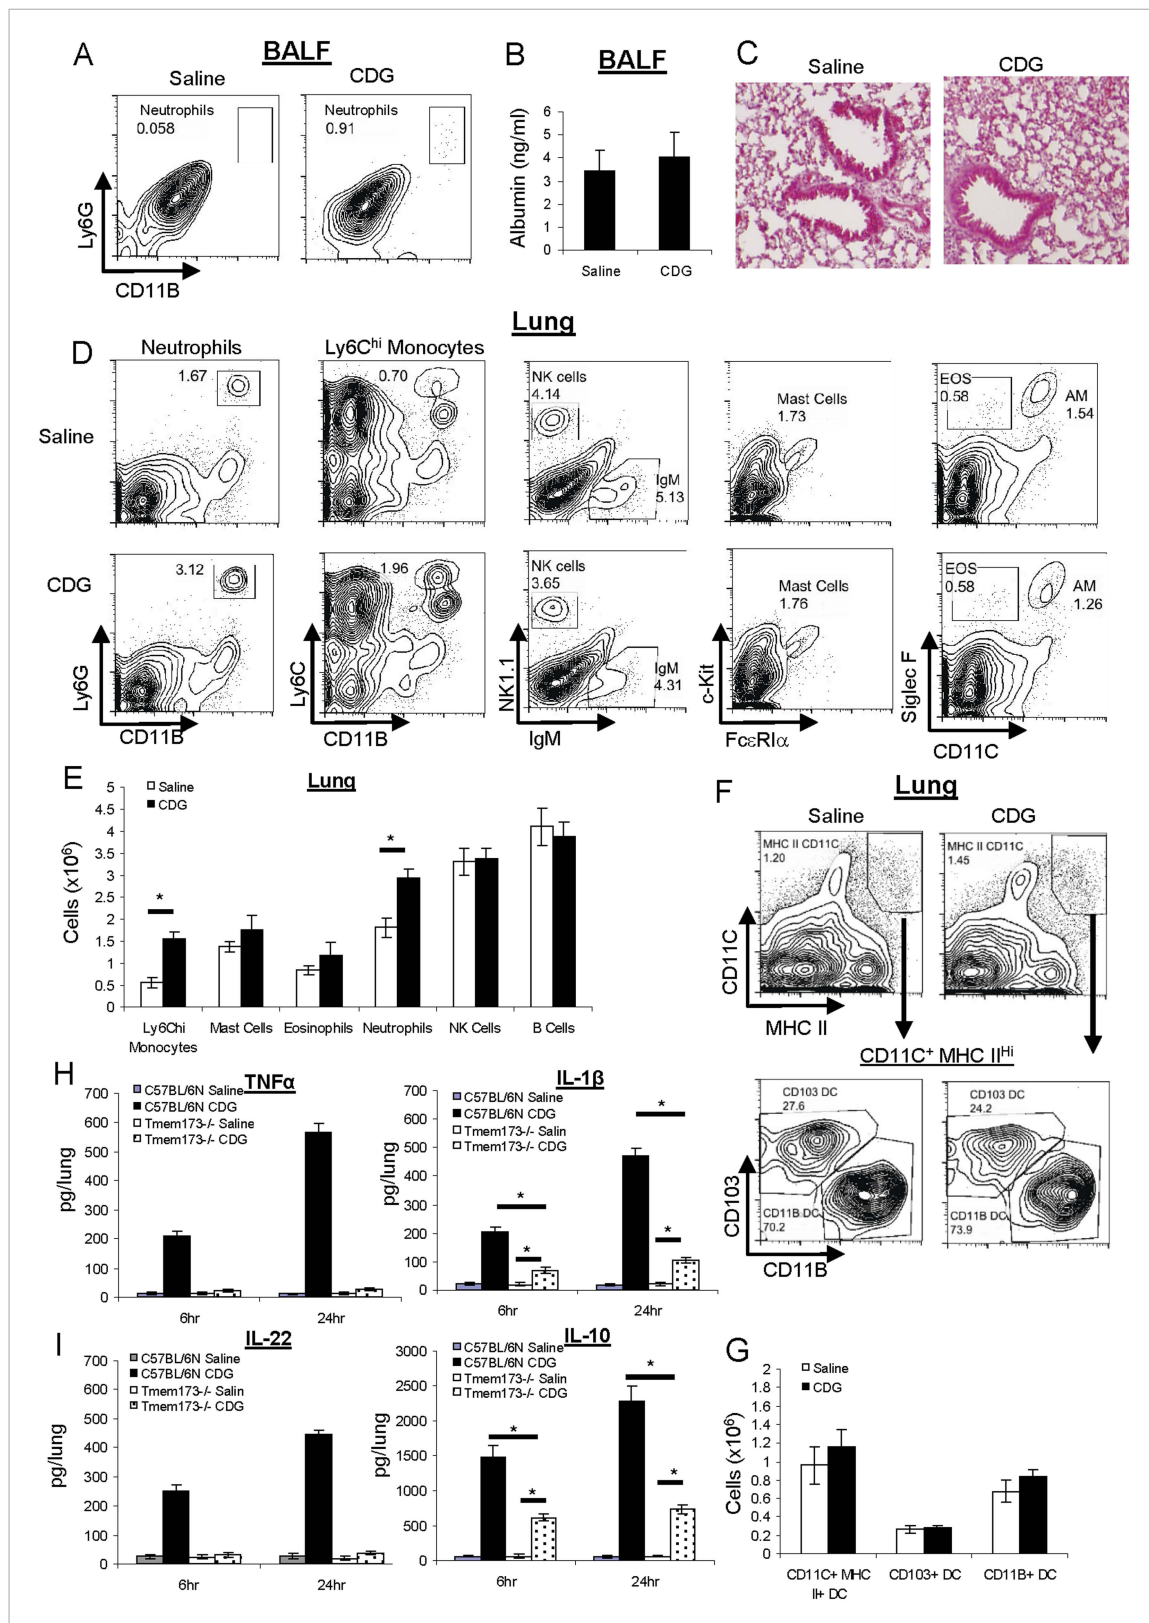 A
BALF
Saline
CDG
Neutrophils
0.058
Neutrophils
0.91
Ly6G
CD11B
B
BALF
Albumin (ng/ml)
6
5
4
3
2
1
0
Saline
CDG
C
Saline
CDG
Lung
D
Neutrophils
Ly6Chi Monocytes
Saline
1.67
0.70
NK cells
4.14
IgM
5.13
Mast Cells
1.73
EOS
0.58
AM
1.54
CDG
3.12
1.96
NK cells
3.65
IgM
4.31
Mast Cells
1.76
EOS
0.58
AM
1.26
Ly6G
CD11B
Ly6C
CD11B
NK1.1
IgM
c-Kit
FcεRIα
Siglec F
CD11C
E
Lung
Saline
CDG
Cells (x10⁶)
5
4.5
4
3.5
3
2.5
2
1.5
1
0.5
0
*
*
Ly6Chi Monocytes
Mast Cells
Eosinophils
Neutrophils
NK Cells
B Cells
F
Lung
Saline
CDG
MHC II CD11C
1.20
MHC II CD11C
1.45
CD11C
MHC II
CD11C⁺ MHC IIᴴⁱ
CD103 DC
27.6
CD103 DC
24.2
CD11B DC
70.2
CD11B DC
73.9
CD103
CD11B
H
TNFα
C57BL/6N Saline
C57BL/6N CDG
Tmem173-/- Saline
Tmem173-/- CDG
pg/lung
700
600
500
400
300
200
100
0
6hr
24hr
IL-1β
C57BL/6N Saline
C57BL/6N CDG
Tmem173-/- Salin
Tmem173-/- CDG
pg/lung
700
600
500
400
300
200
100
0
*
*
*
*
6hr
24hr
I
IL-22
C57BL/6N Saline
C57BL/6N CDG
Tmem173-/- Salin
Tmem173-/- CDG
pg/lung
700
600
500
400
300
200
100
0
6hr
24hr
IL-10
C57BL/6N Saline
C57BL/6N CDG
Tmem173-/- Salin
Tmem173-/- CDG
pg/lung
3000
2500
2000
1500
1000
500
0
*
*
*
*
6hr
24hr
G
Saline
CDG
Cells (x10⁶)
2
1.8
1.6
1.4
1.2
1
0.8
0.6
0.4
0.2
0
CD11C+ MHC
II+ DC
CD103+ DC
CD11B+ DC